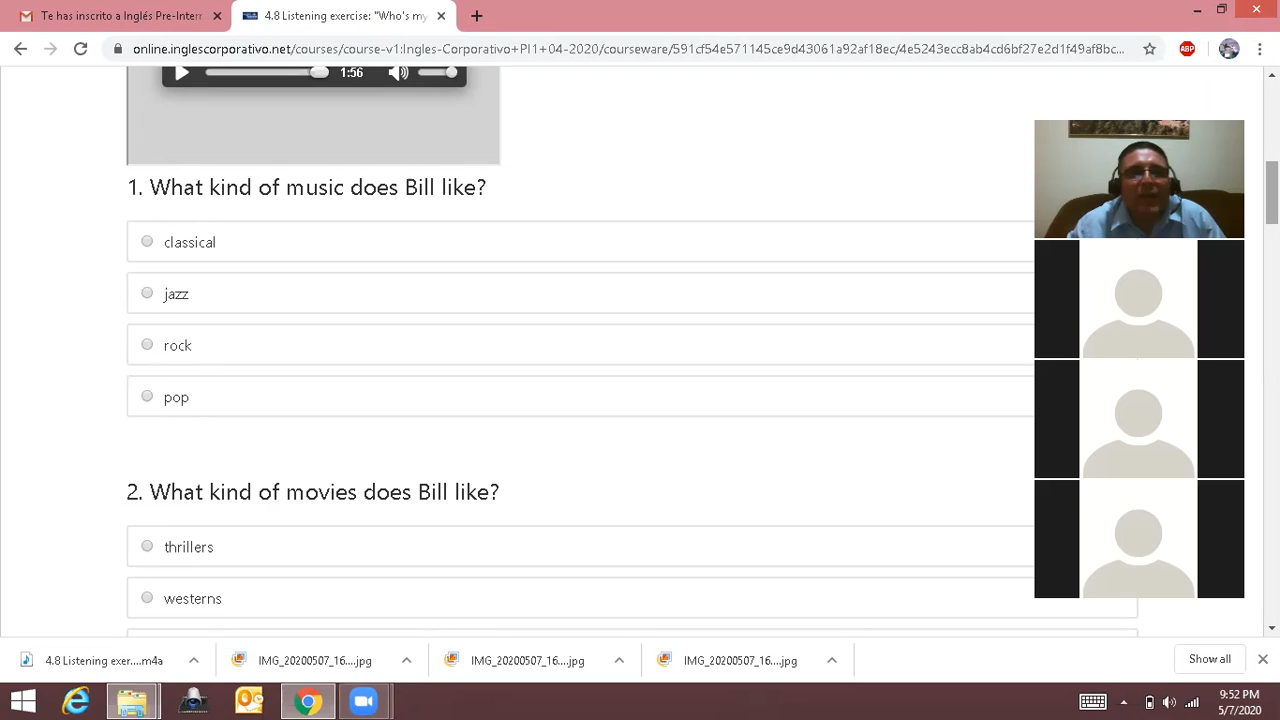 Te has inscrito a Inglés Pre-Interr
4.8 Listening exercise: "Who's my
online.inglescorporativo.net/courses/course-v1:Ingles-Corporativo+PI1+04-2020/courseware/591cf54e571145ce9d43061a92af18ec/4e5243ecc8ab4cd6bf27e2d1f49af8bc...
ABP
1:56
1. What kind of music does Bill like?
classical
jazz
rock
pop
2. What kind of movies does Bill like?
thrillers
westerns
4.8 Listening exer....m4a
IMG_20200507_16....jpg
IMG_20200507_16....jpg
IMG_20200507_16....jpg
Show all
9:52 PM
5/7/2020